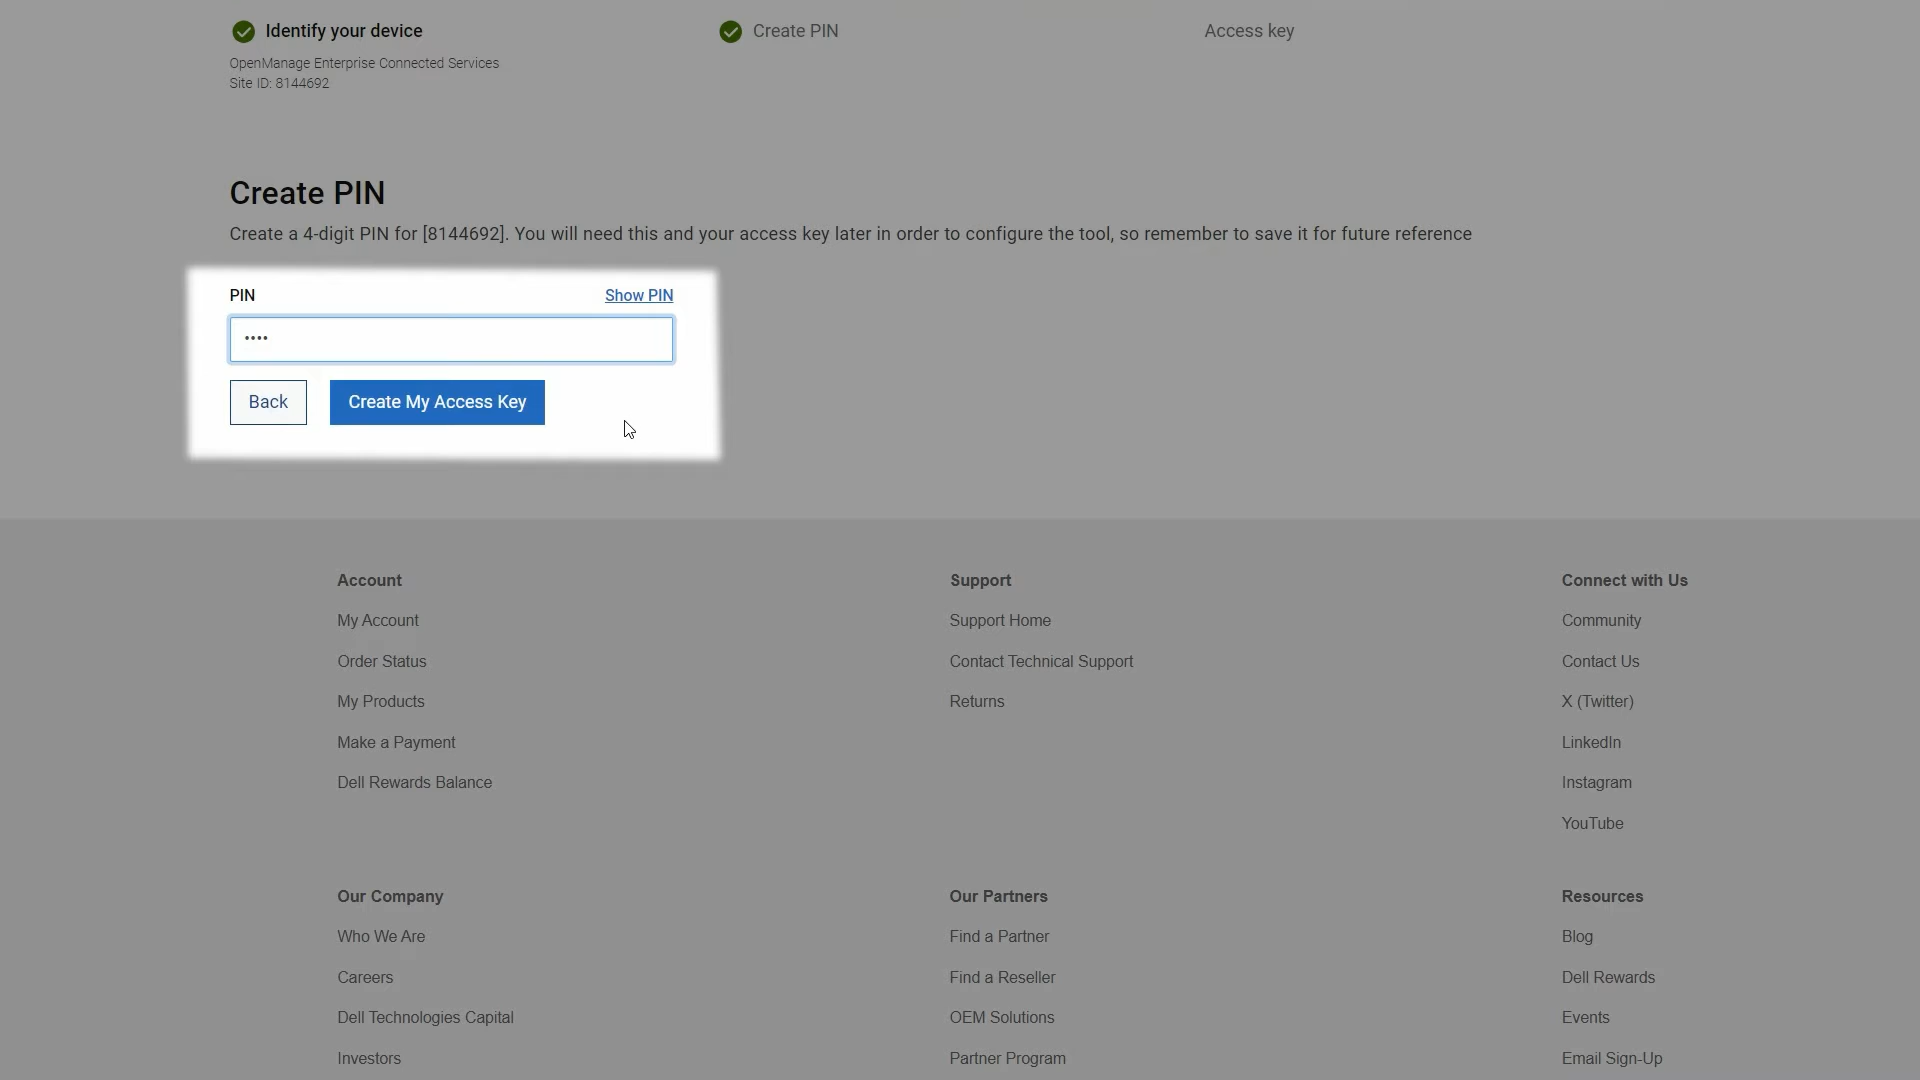 Identify your device
Create PIN
Access key
OpenManage Enterprise Connected Services
Site ID: 8144692
Create PIN
Create a 4-digit PIN for [8144692]. You will need this and your access key later in order to configure the tool, so remember to save it for future reference
PIN
Show PIN
••••
Back
Create My Access Key
Account
My Account
Order Status
My Products
Make a Payment
Dell Rewards Balance
Support
Support Home
Contact Technical Support
Returns
Connect with Us
Community
Contact Us
X (Twitter)
LinkedIn
Instagram
YouTube
Our Company
Who We Are
Careers
Dell Technologies Capital
Investors
Our Partners
Find a Partner
Find a Reseller
OEM Solutions
Partner Program
Resources
Blog
Dell Rewards
Events
Email Sign-Up